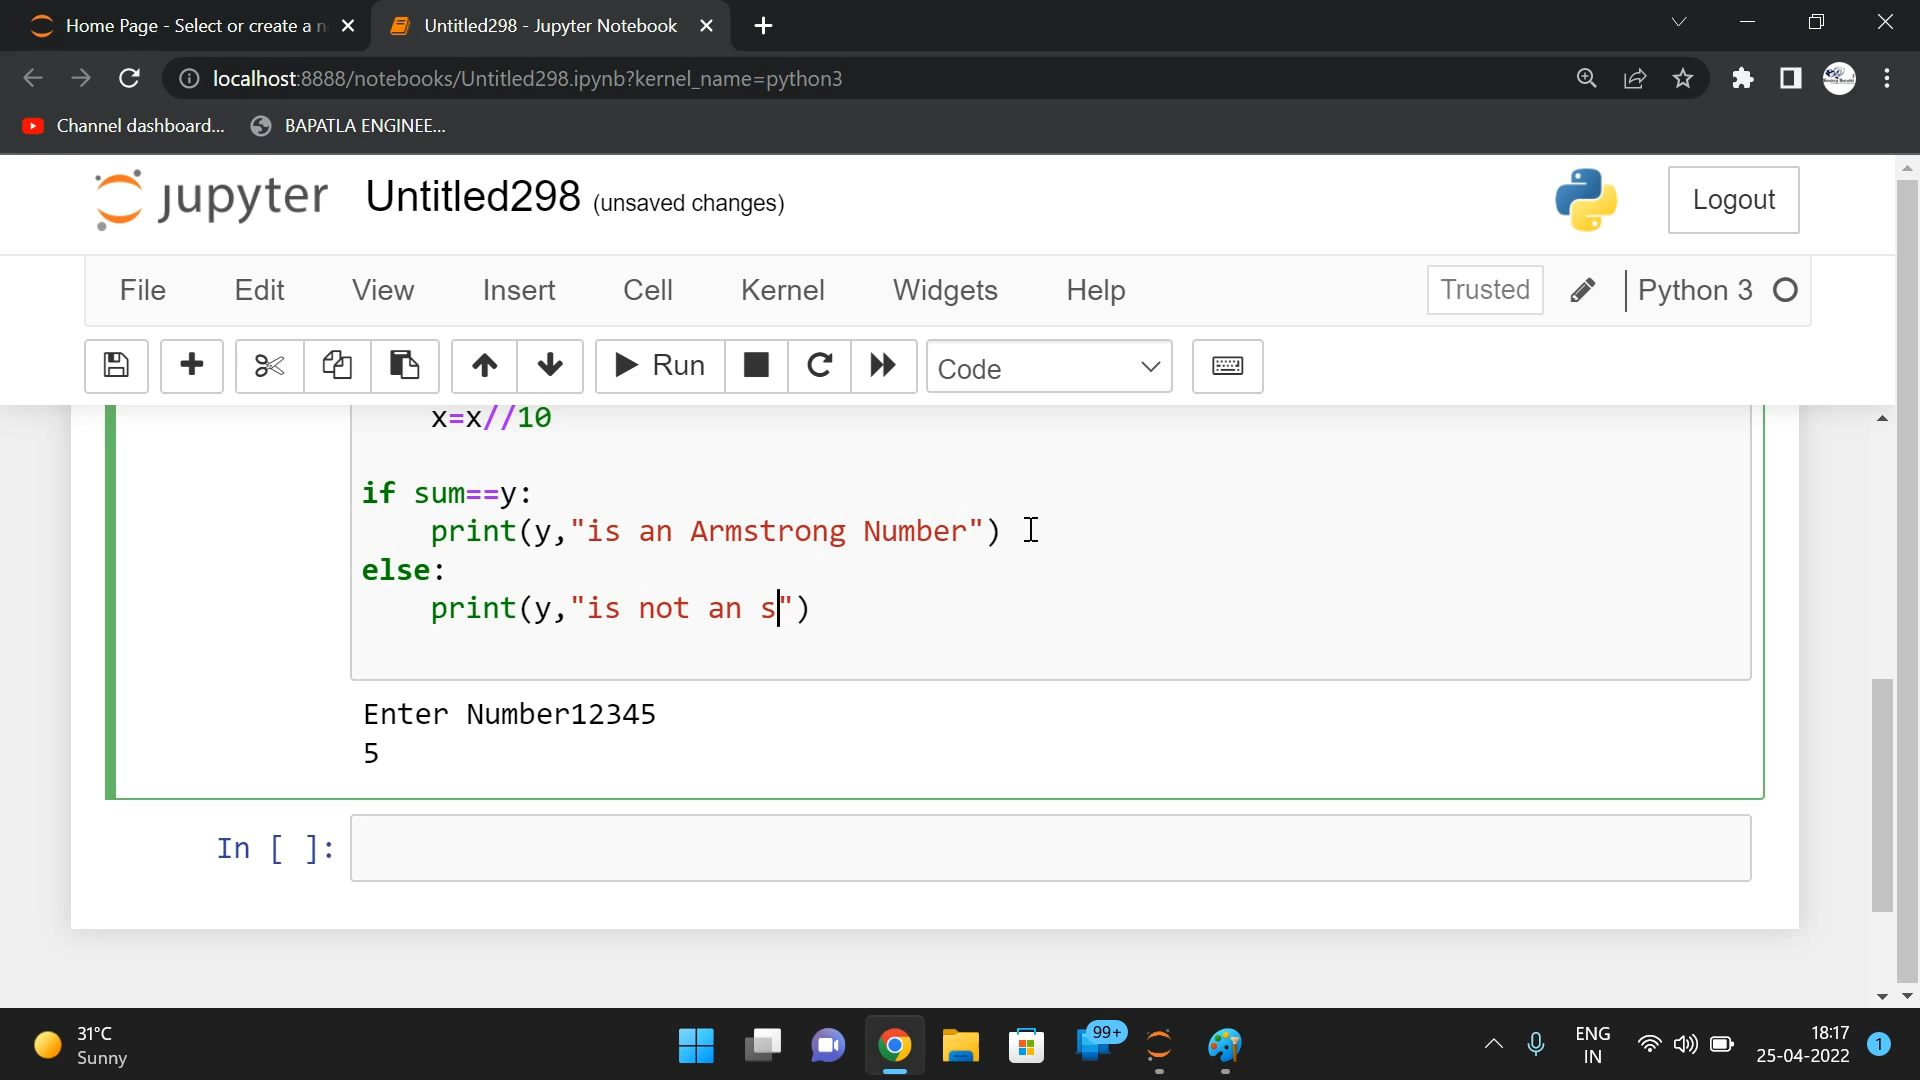 Home Page - Select or create a n
Untitled298 - Jupyter Notebook
localhost:8888/notebooks/Untitled298.ipynb?kernel_name=python3
Channel dashboard...
BAPATLA ENGINEE...
jupyter
Untitled298 (unsaved changes)
Logout
File Edit View Insert Cell Kernel Widgets Help
Trusted
Python 3
Run
Code
x=x//10
if sum==y:
    print(y,"is an Armstrong Number")
else:
    print(y,"is not an s")
Enter Number12345
5
In [ ]:
31°C
Sunny
99+
ENG
IN
18:17
25-04-2022
1